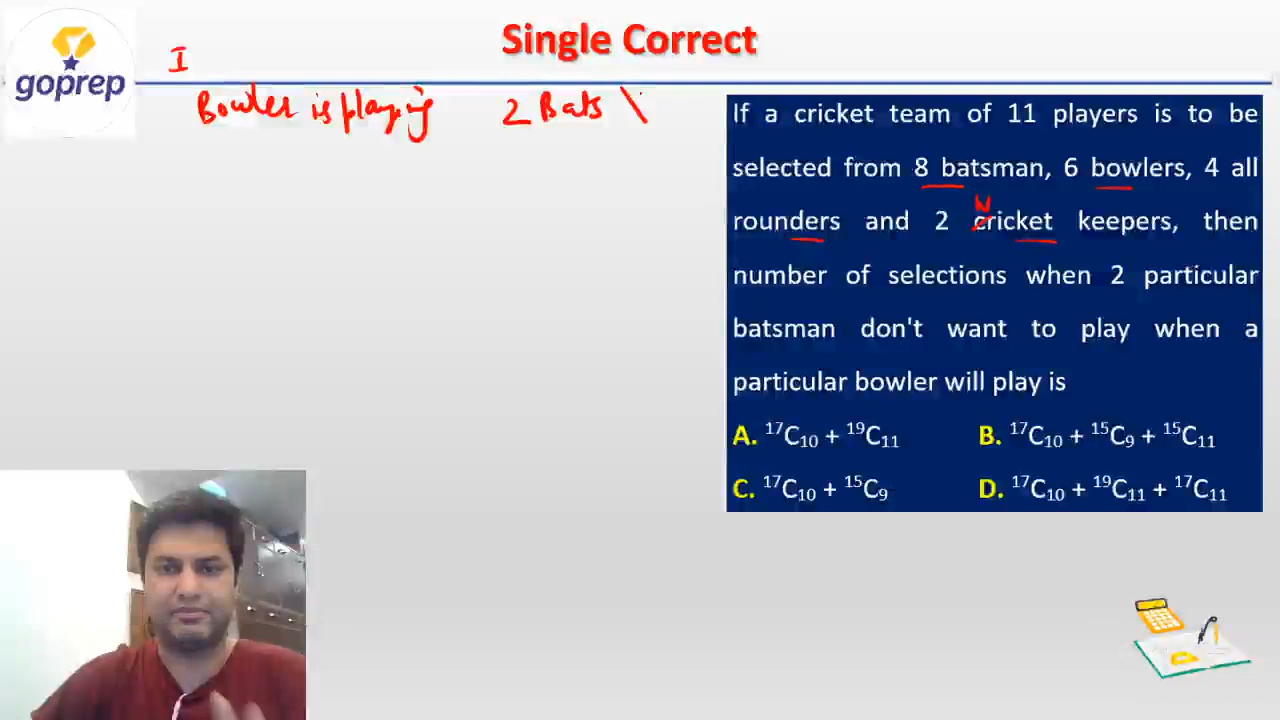 goprep
Single Correct
I
Bowler is playing 2 Bats \
If a cricket team of 11 players is to be
selected from 8 batsman, 6 bowlers, 4 all
W
rounders and 2 cricket keepers, then
number of selections when 2 particular
batsman don't want to play when a
particular bowler will play is
A. ¹⁷C₁₀ + ¹⁹C₁₁ B. ¹⁷C₁₀ + ¹⁵C₉ + ¹⁵C₁₁
C. ¹⁷C₁₀ + ¹⁵C₉ D. ¹⁷C₁₀ + ¹⁹C₁₁ + ¹⁷C₁₁